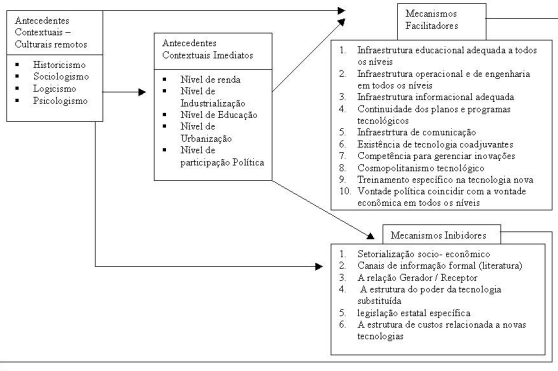 Antecedentes
Contextuais –
Culturais remotos
▪ Historicismo
▪ Sociologismo
▪ Logicismo
▪ Psicologismo
Antecedentes
Contextuais Imediatos
▪ Nível de renda
▪ Nível de
Industrialização
▪ Nível de Educação
▪ Nível de
Urbanização
▪ Nível de
participação Política
Mecanismos
Facilitadores
1. Infraestrutura educacional adequada a todos
os níveis
2. Infraestrutura operacional e de engenharia
em todos os níveis
3. Infraestrutura informacional adequada
4. Continuidade dos planos e programas
tecnológicos
5. Infraestrtura de comunicação
6. Existência de tecnologia coadjuvantes
7. Competência para gerenciar inovações
8. Cosmopolitanismo tecnológico
9. Treinamento específico na tecnologia nova
10. Vontade política coincidir com a vontade
econômica em todos os níveis
Mecanismos Inibidores
1. Setorialização socio- econômico
2. Canais de informação formal (literatura)
3. A relação Gerador / Receptor
4. A estrutura do poder da tecnologia
substituída
5. legislação estatal específica
6. A estrutura de custos relacionada a novas
tecnologias